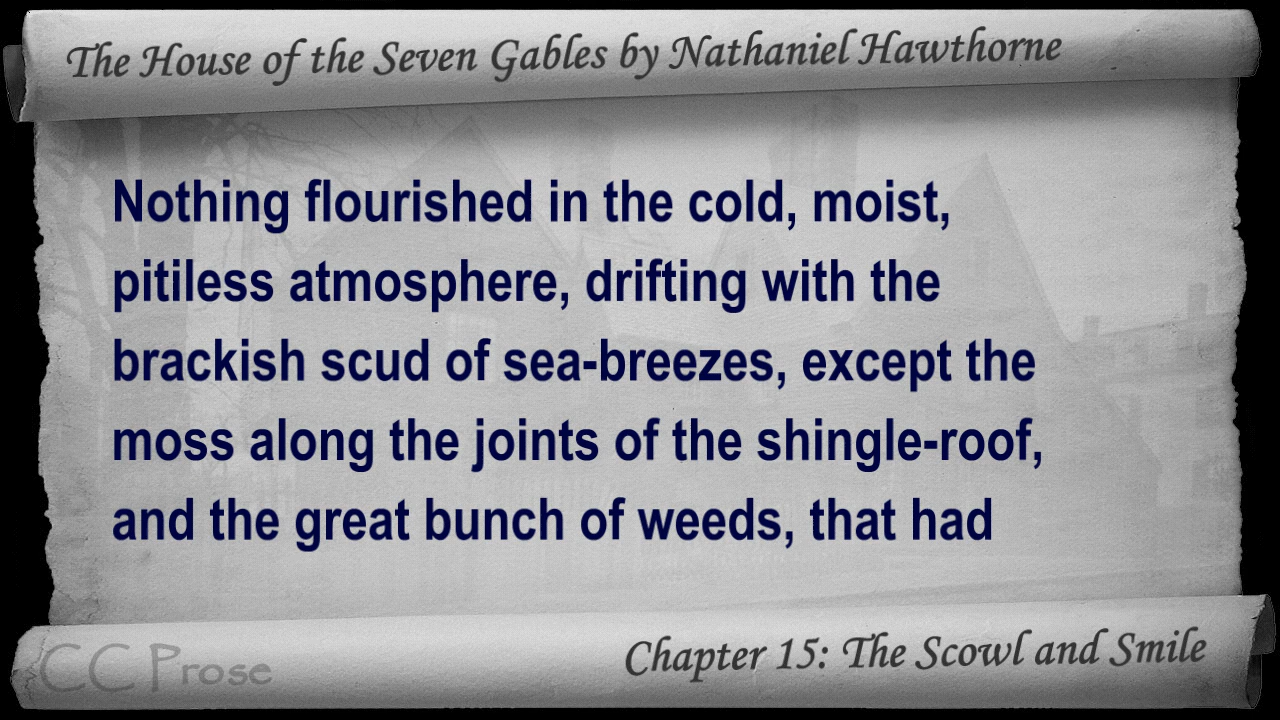 The House of the Seven Gables by Nathaniel Hawthorne
Nothing flourished in the cold, moist,
pitiless atmosphere, drifting with the
brackish scud of sea-breezes, except the
moss along the joints of the shingle-roof,
and the great bunch of weeds, that had
CC Prose
Chapter 15: The Scowl and Smile